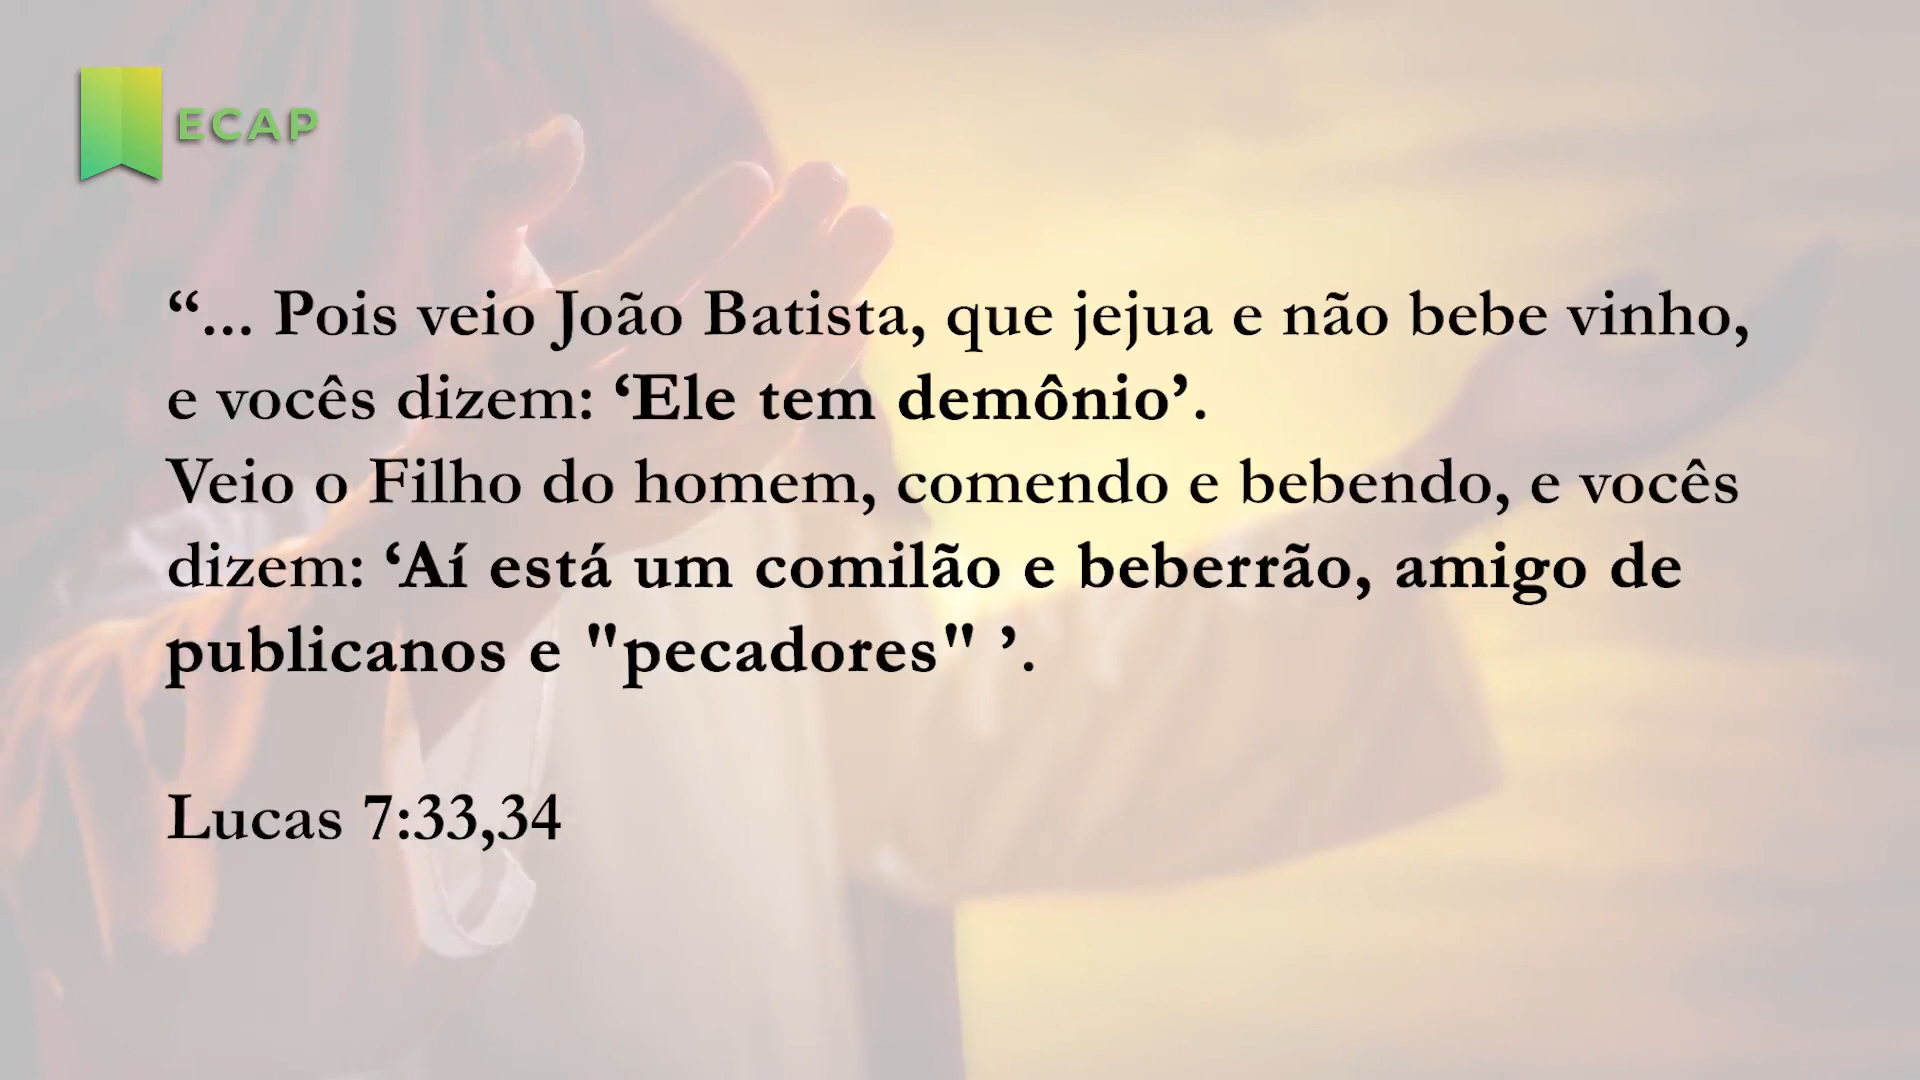 ECAP
“... Pois veio João Batista, que jejua e não bebe vinho,
e vocês dizem: ‘Ele tem demônio’.
Veio o Filho do homem, comendo e bebendo, e vocês
dizem: ‘Aí está um comilão e beberrão, amigo de
publicanos e "pecadores" ’.
Lucas 7:33,34